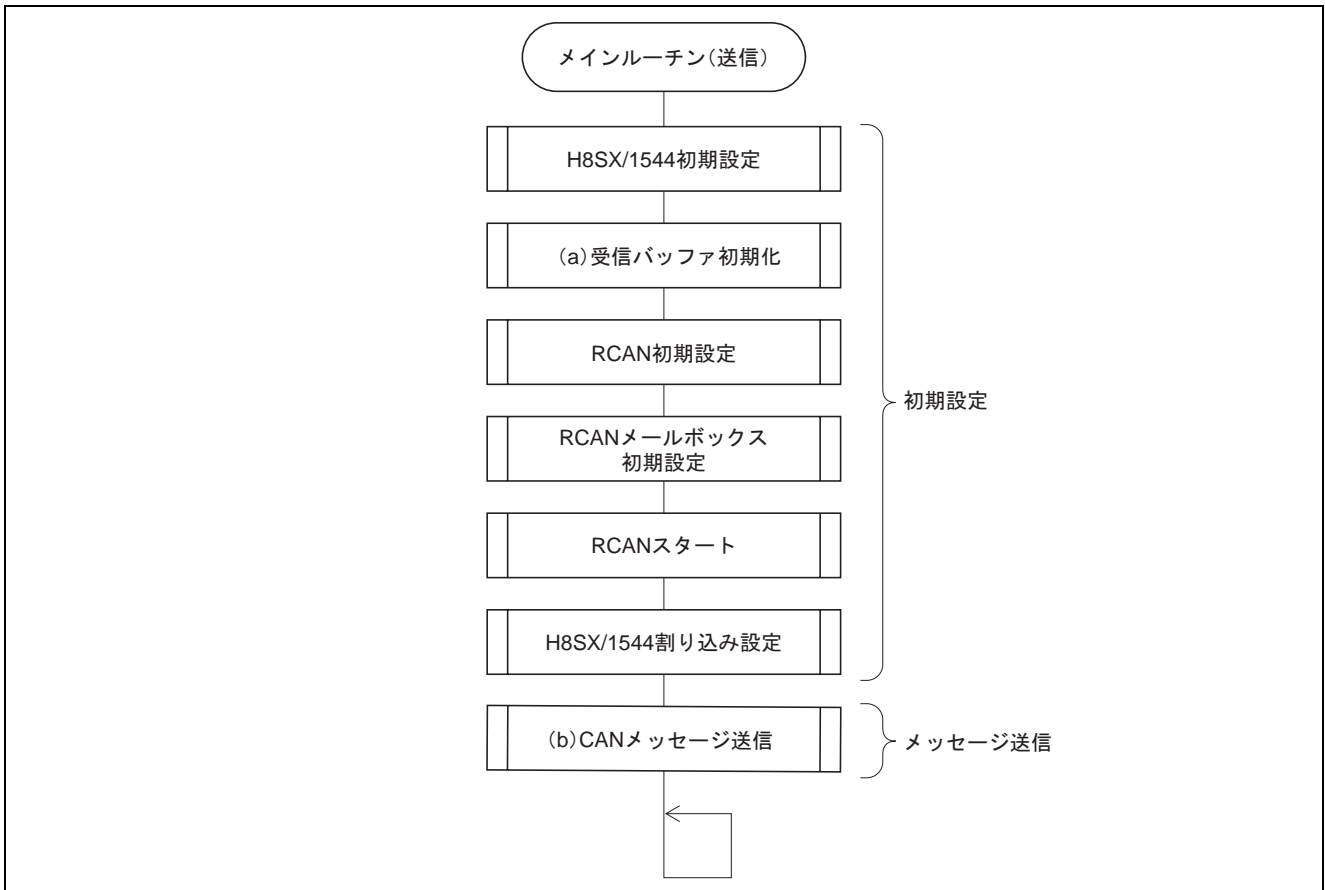 メインルーチン(送信)
H8SX/1544初期設定
(a)受信バッファ初期化
RCAN初期設定
初期設定
RCANメールボックス
初期設定
RCANスタート
H8SX/1544割り込み設定
(b)CANメッセージ送信
メッセージ送信